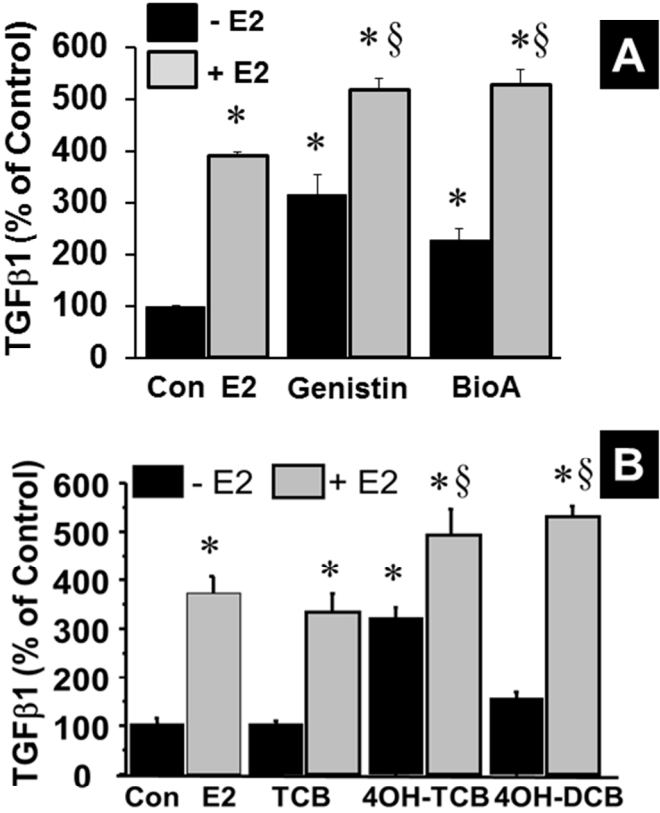 - E2
+ E2
A
TGFβ1 (% of Control)
600
500
400
300
200
100
0
*
*
* §
*
* §
Con E2 Genistin BioA
- E2 + E2
B
TGFβ1 (% of Control)
600
500
400
300
200
100
0
*
*
*
* §
* §
Con E2 TCB 4OH-TCB 4OH-DCB